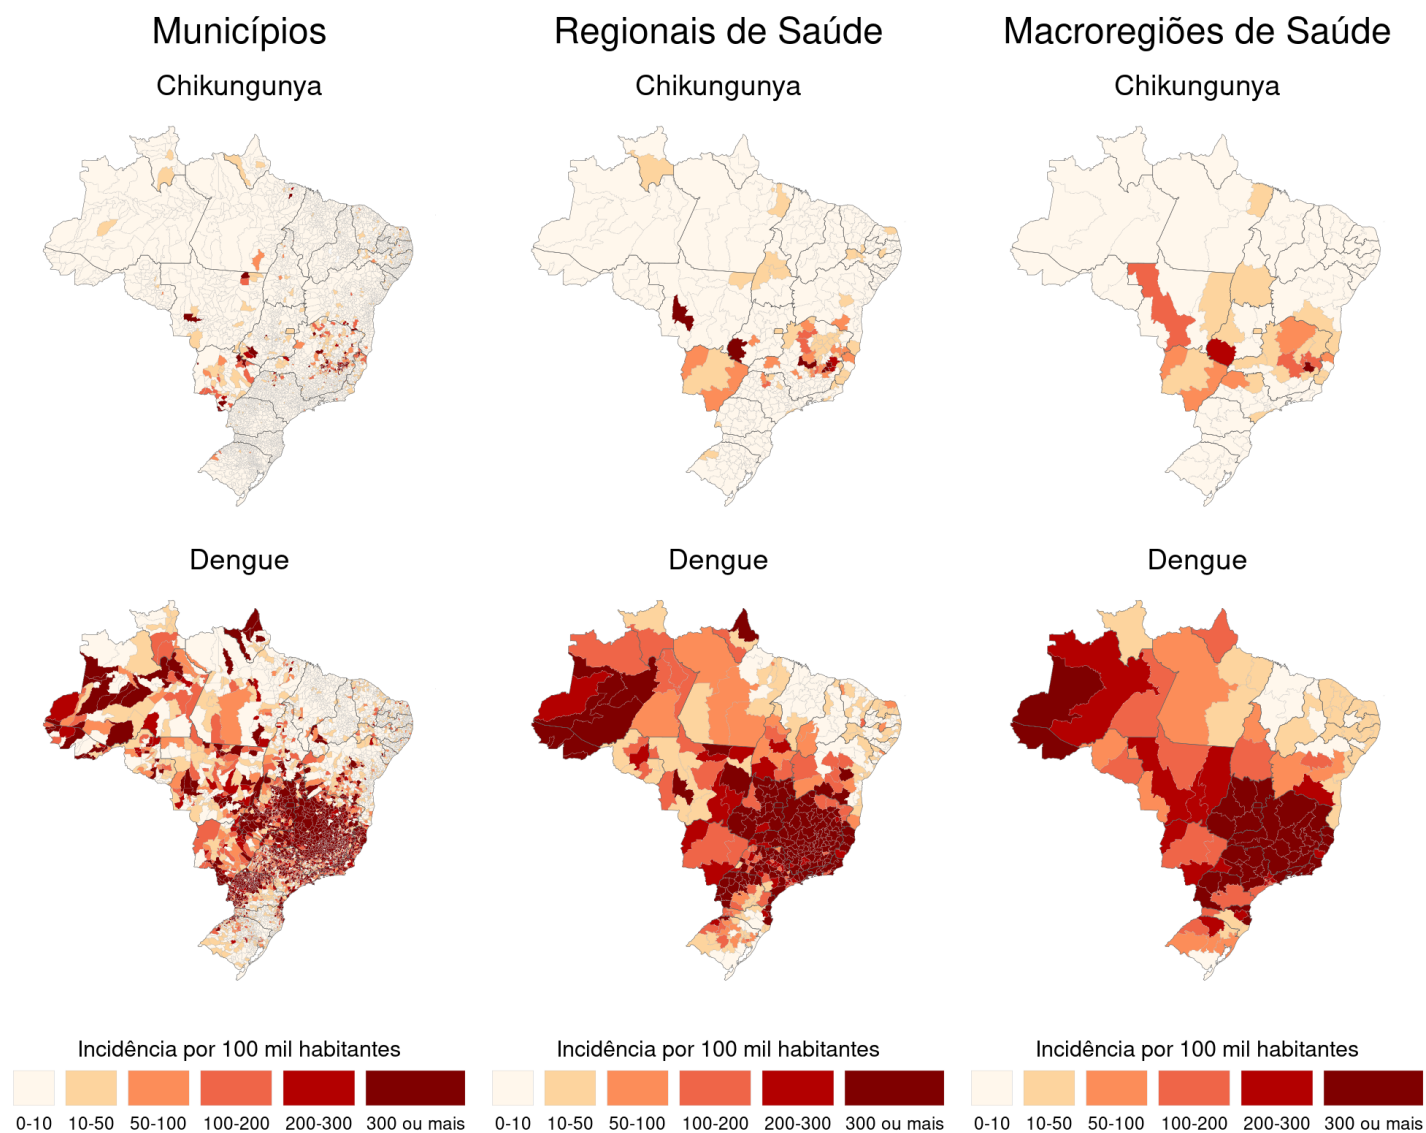 Municípios
Regionais de Saúde
Macroregiões de Saúde
Chikungunya
Chikungunya
Chikungunya
Dengue
Dengue
Dengue
Incidência por 100 mil habitantes
0-10 10-50 50-100 100-200 200-300 300 ou mais
Incidência por 100 mil habitantes
0-10 10-50 50-100 100-200 200-300 300 ou mais
Incidência por 100 mil habitantes
0-10 10-50 50-100 100-200 200-300 300 ou mais